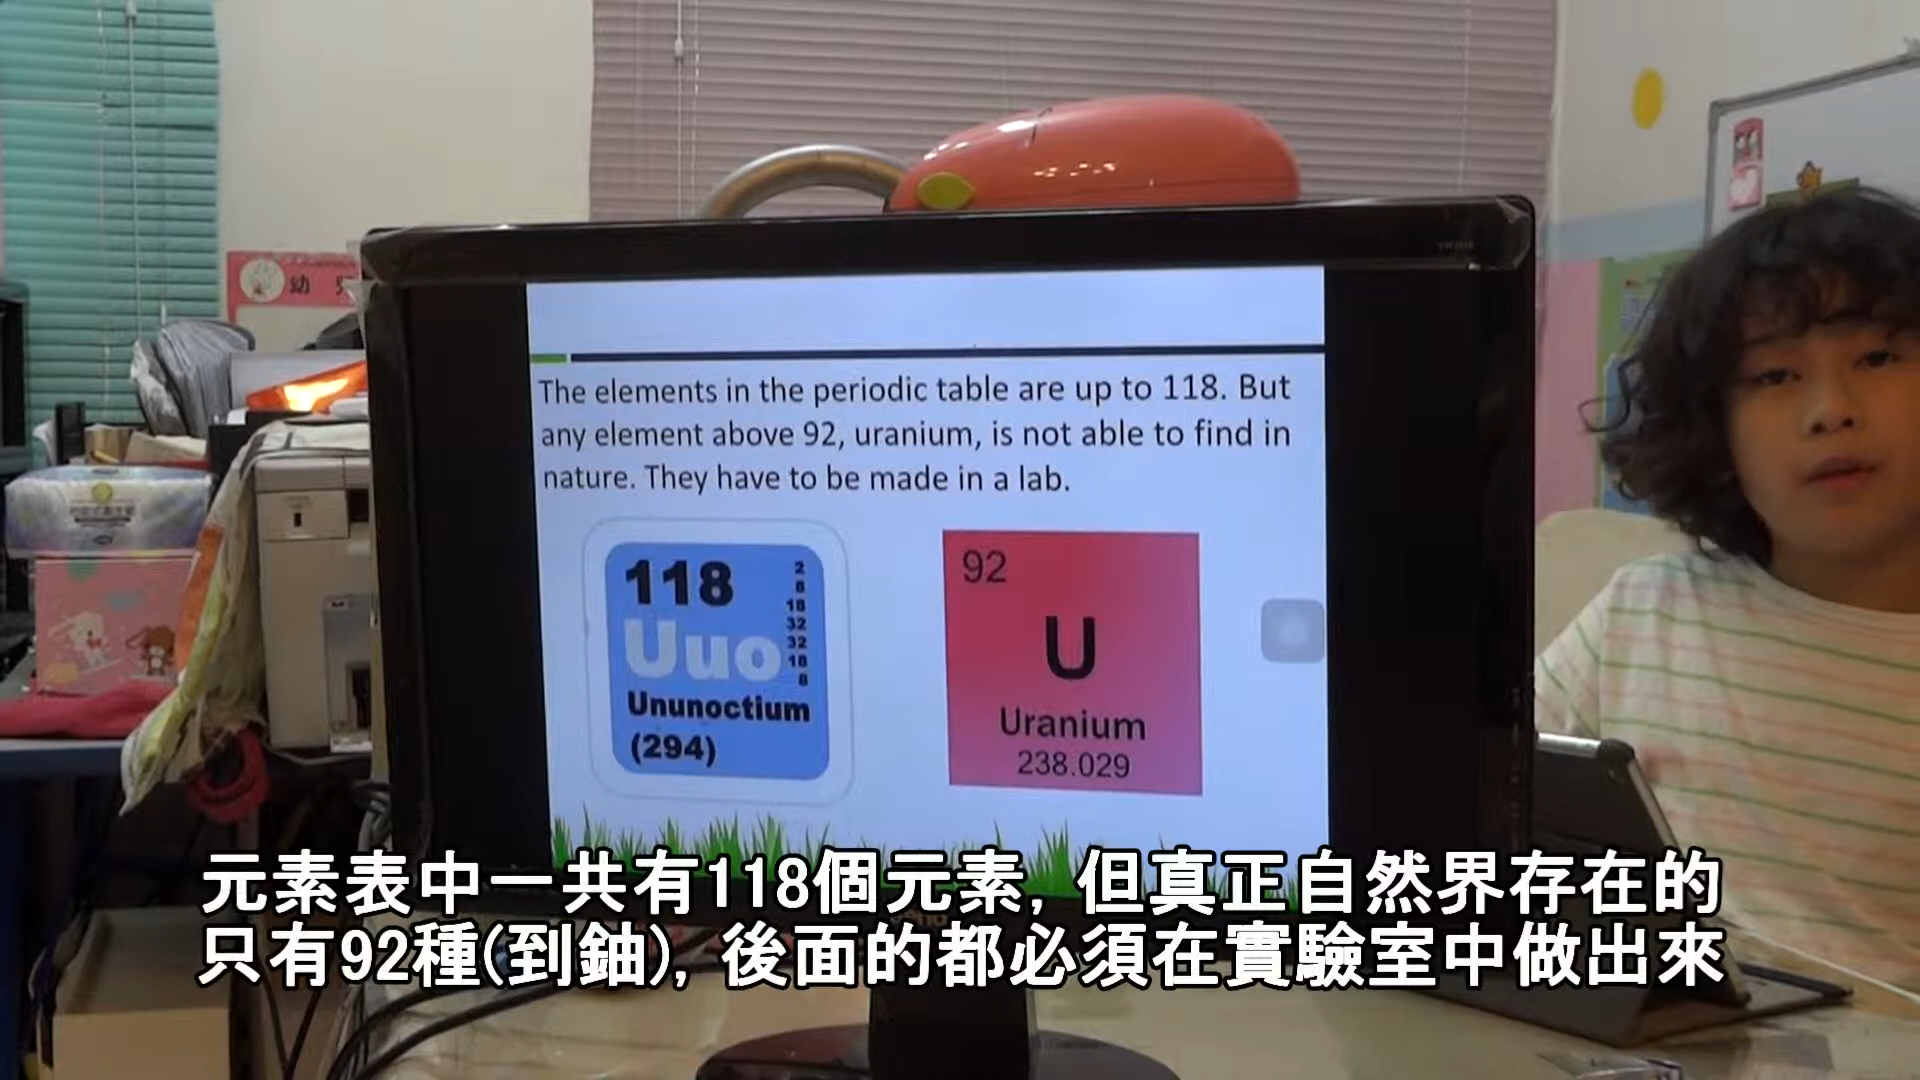 幼 兒
The elements in the periodic table are up to 118. But
any element above 92, uranium, is not able to find in
nature. They have to be made in a lab.
118
2
8
18
32
32
18
8
Uuo
Ununoctium
(294)
92
U
Uranium
238.029
元素表中一共有118個元素, 但真正自然界存在的
只有92種(到鈾), 後面的都必須在實驗室中做出來